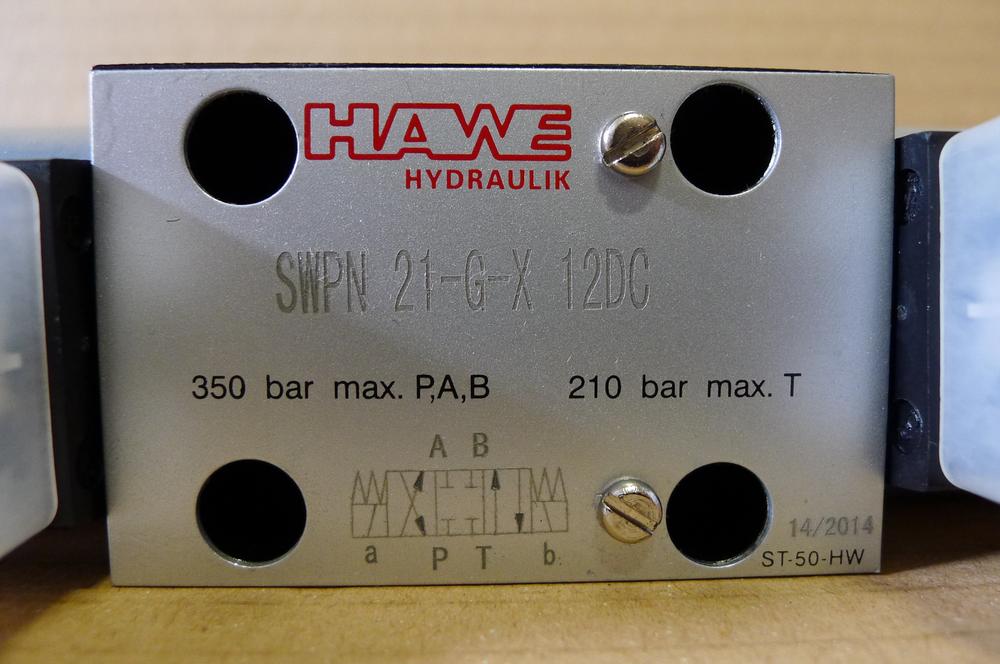 HAWE
HYDRAULIK
SWPN 21-G-X 12DC
350 bar max. P,A,B 210 bar max. T
A B
a P T b
14/2014
ST-50-HW